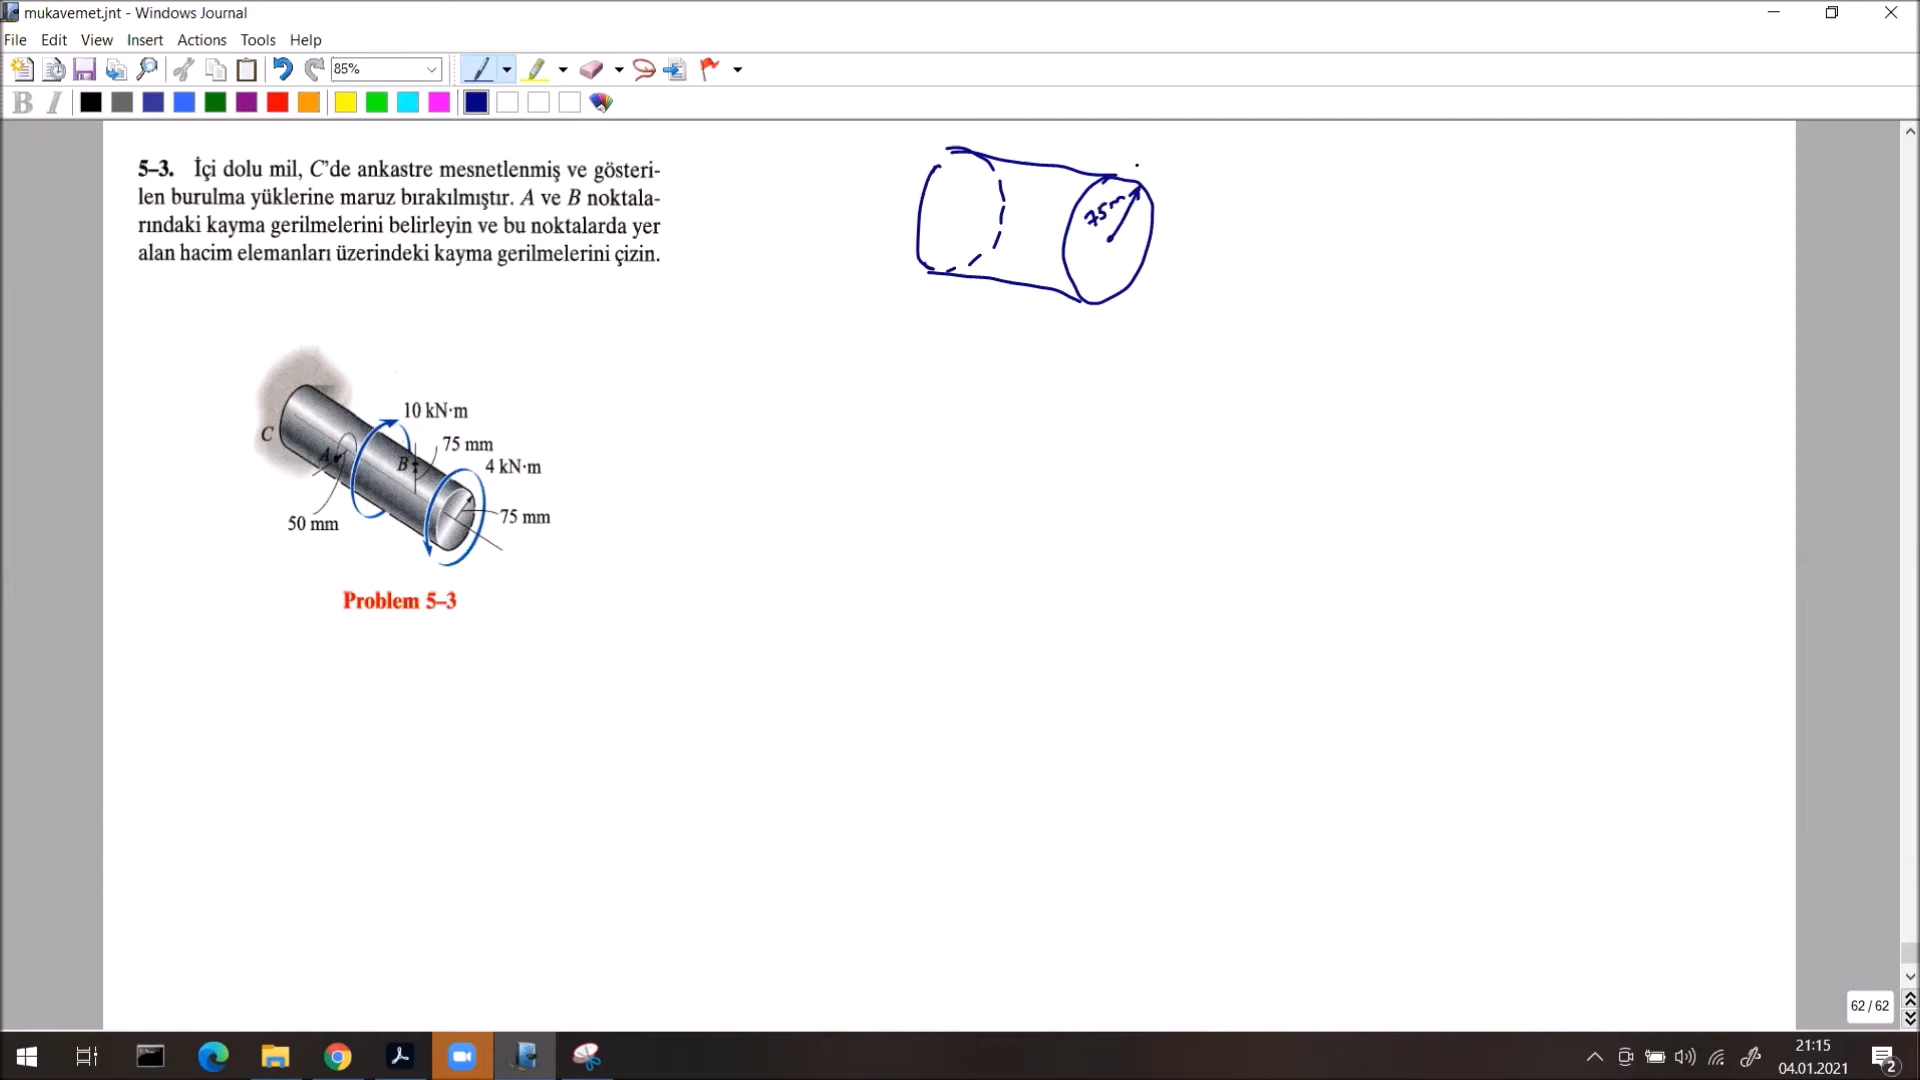 mukavemet.jnt - Windows Journal
File Edit View Insert Actions Tools Help
85%
B I
5–3. İçi dolu mil, C'de ankastre mesnetlenmiş ve gösteri-
len burulma yüklerine maruz bırakılmıştır. A ve B noktala-
rındaki kayma gerilmelerini belirleyin ve bu noktalarda yer
alan hacim elemanları üzerindeki kayma gerilmelerini çizin.
75m
10 kN·m
C
75 mm
A
B
4 kN·m
50 mm
75 mm
Problem 5–3
62 / 62
21:15
04.01.2021
2